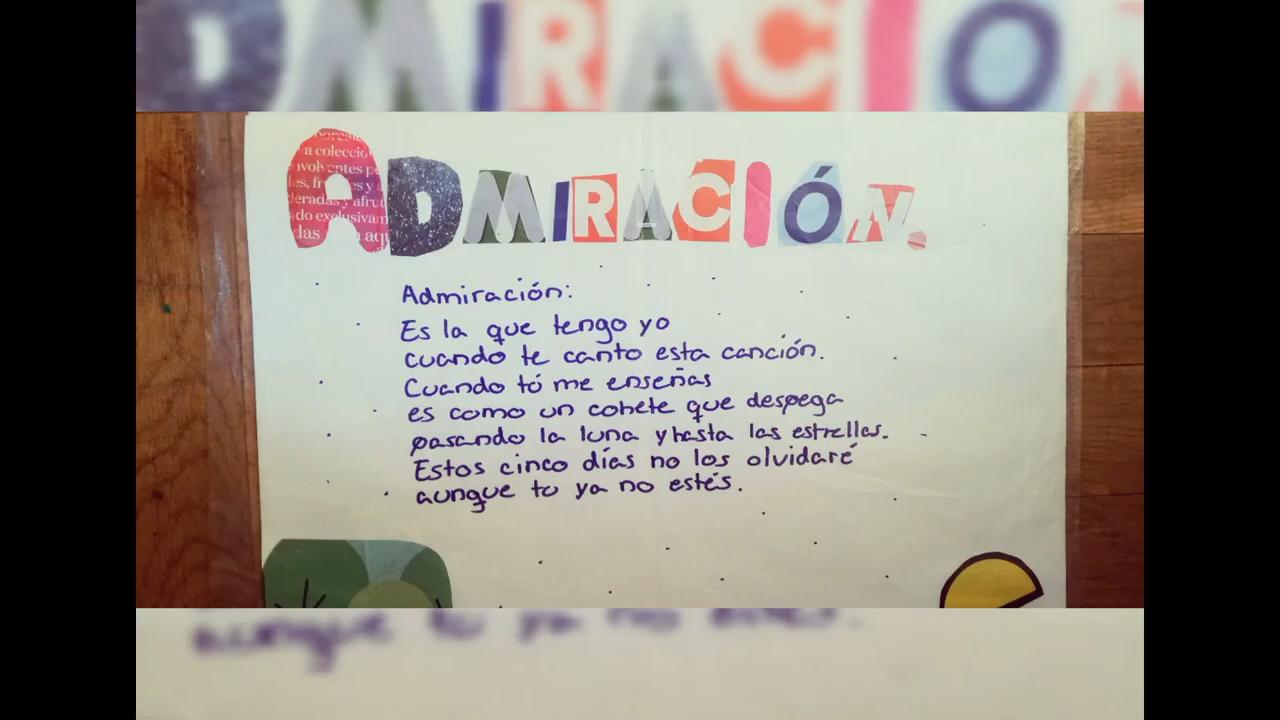 ADMIRACIÓN.
Admiración:
Es la que tengo yo
cuando te canto esta canción.
Cuando tú me enseñas
es como un cohete que despega
pasando la luna y hasta las estrellas.
Estos cinco días no los olvidaré
aunque tu ya no estés.